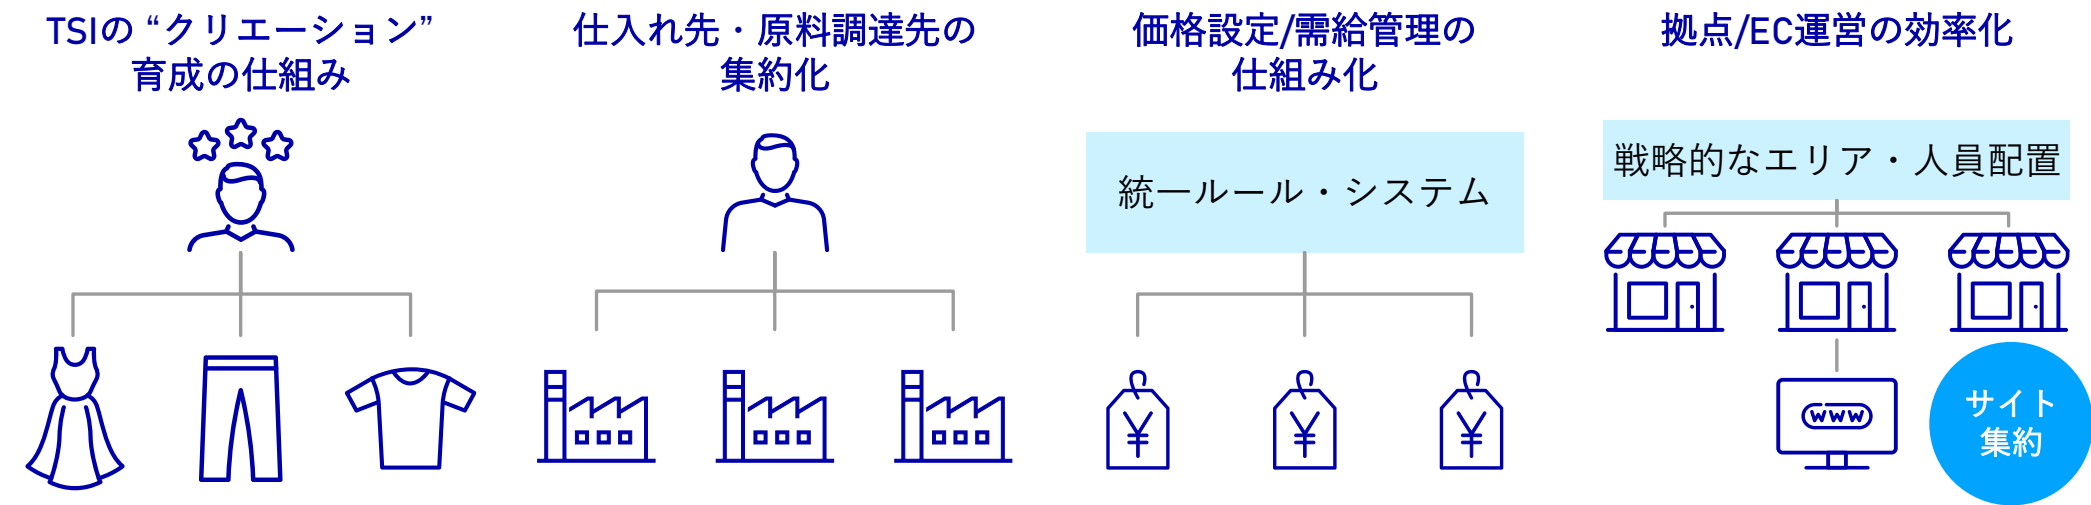 TSIの “クリエーション”
育成の仕組み
仕入れ先・原料調達先の
集約化
価格設定/需給管理の
仕組み化
統一ルール・システム
¥
¥
¥
拠点/EC運営の効率化
戦略的なエリア・人員配置
www
サイト
集約